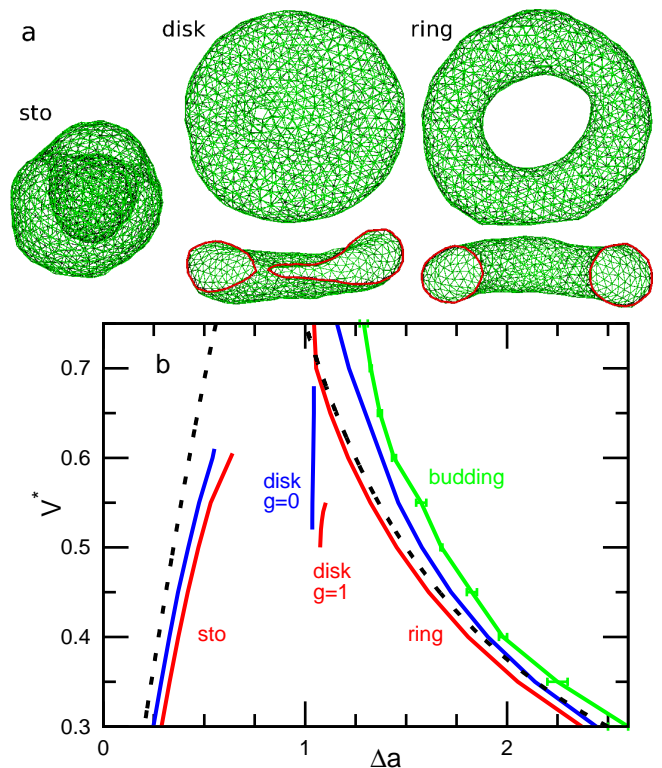 a
disk
ring
sto
b
0.7
0.6
0.5
0.4
0.3
V*
disk
g=0
budding
disk
g=1
sto
ring
0
1
2
Δa